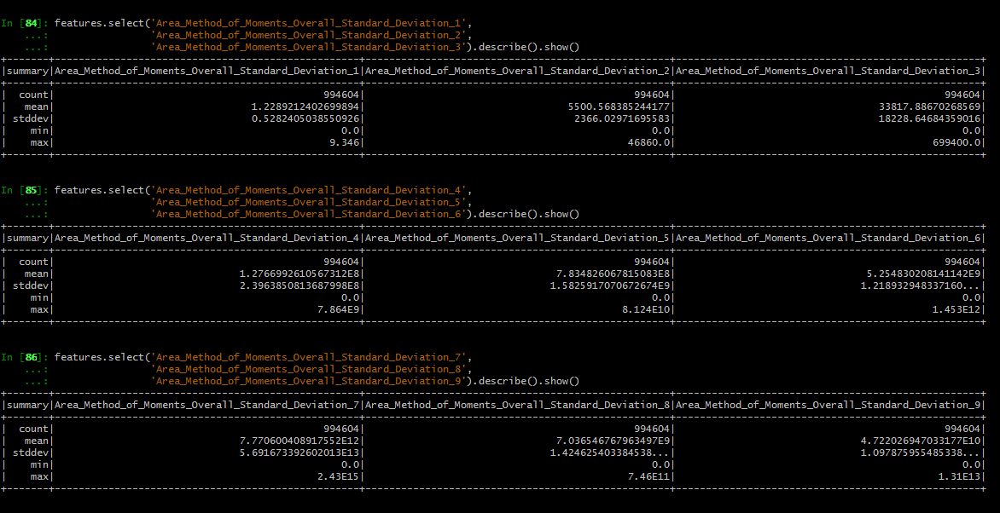 In [84]: features.select('Area_Method_of_Moments_Overall_Standard_Deviation_1',
   ...:                  'Area_Method_of_Moments_Overall_Standard_Deviation_2',
   ...:                  'Area_Method_of_Moments_Overall_Standard_Deviation_3').describe().show()
|summary|Area_Method_of_Moments_Overall_Standard_Deviation_1|Area_Method_of_Moments_Overall_Standard_Deviation_2|Area_Method_of_Moments_Overall_Standard_Deviation_3|
| count| 994604| 994604| 994604|
| mean| 1.2289212402699894| 5500.568385244177| 33817.88670268569|
| stddev| 0.5282405038550926| 2366.02971695583| 18228.64684359016|
| min| 0.0| 0.0| 0.0|
| max| 9.346| 46860.0| 699400.0|
In [85]: features.select('Area_Method_of_Moments_Overall_Standard_Deviation_4',
   ...:                  'Area_Method_of_Moments_Overall_Standard_Deviation_5',
   ...:                  'Area_Method_of_Moments_Overall_Standard_Deviation_6').describe().show()
|summary|Area_Method_of_Moments_Overall_Standard_Deviation_4|Area_Method_of_Moments_Overall_Standard_Deviation_5|Area_Method_of_Moments_Overall_Standard_Deviation_6|
| count| 994604| 994604| 994604|
| mean| 1.2766992610567312E8| 7.834826067815083E8| 5.254830208141142E9|
| stddev| 2.3963850813687998E8| 1.5825917070672674E9| 1.218932948337160...|
| min| 0.0| 0.0| 0.0|
| max| 7.864E9| 8.124E10| 1.453E12|
In [86]: features.select('Area_Method_of_Moments_Overall_Standard_Deviation_7',
   ...:                  'Area_Method_of_Moments_Overall_Standard_Deviation_8',
   ...:                  'Area_Method_of_Moments_Overall_Standard_Deviation_9').describe().show()
|summary|Area_Method_of_Moments_Overall_Standard_Deviation_7|Area_Method_of_Moments_Overall_Standard_Deviation_8|Area_Method_of_Moments_Overall_Standard_Deviation_9|
| count| 994604| 994604| 994604|
| mean| 7.770600408917552E12| 7.036546767963497E9| 4.722026947033177E10|
| stddev| 5.691673392602013E13| 1.424625403384538...| 1.097875955485338...|
| min| 0.0| 0.0| 0.0|
| max| 2.43E15| 7.46E11| 1.31E13|